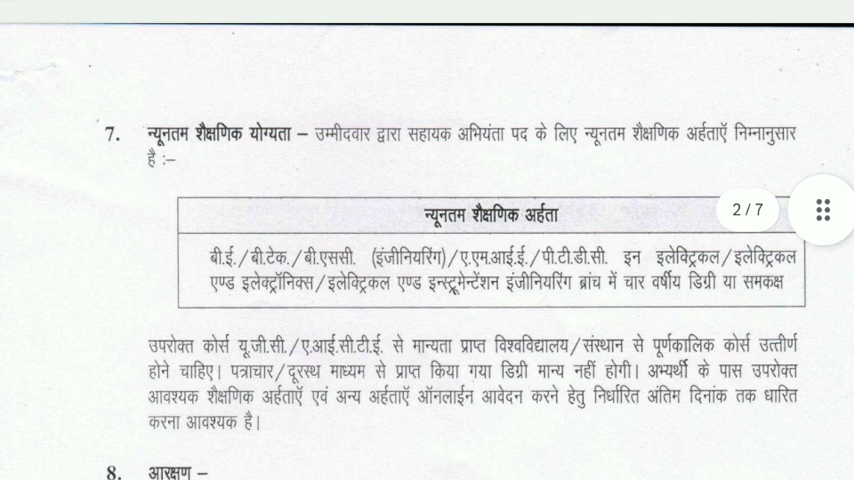 7. न्यूनतम शैक्षणिक योग्यता – उम्मीदवार द्वारा सहायक अभियंता पद के लिए न्यूनतम शैक्षणिक अर्हताऍं निम्नानुसार
है :–
न्यूनतम शैक्षणिक अर्हता
2/7
बी.ई./बी.टेक./बी.एससी. (इंजीनियरिंग)/ए.एम.आई.ई./पी.टी.डी.सी. इन इलेक्ट्रिकल/इलेक्ट्रिकल
एण्ड इलेक्ट्रॉनिक्स/इलेक्ट्रिकल एण्ड इन्स्ट्रूमेन्टेंशन इंजीनियरिंग ब्रांच में चार वर्षीय डिग्री या समकक्ष
उपरोक्त कोर्स यू.जी.सी./ए.आई.सी.टी.ई. से मान्यता प्राप्त विश्वविद्यालय/संस्थान से पूर्णकालिक कोर्स उत्तीर्ण
होने चाहिए। पत्राचार/दूरस्थ माध्यम से प्राप्त किया गया डिग्री मान्य नहीं होगी। अभ्यर्थी के पास उपरोक्त
आवश्यक शैक्षणिक अर्हताऍं एवं अन्य अर्हताऍं ऑनलाईन आवेदन करने हेतु निर्धारित अंतिम दिनांक तक धारित
करना आवश्यक है।
8. आरक्षण –